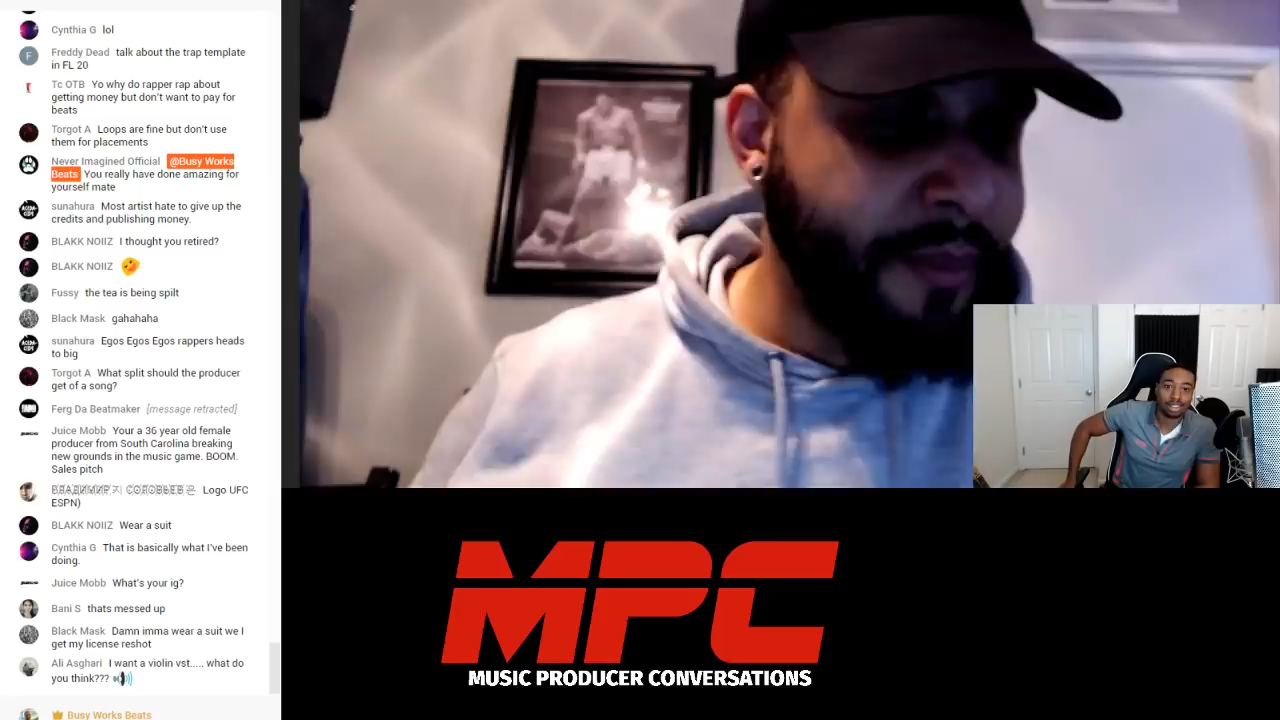 Cynthia G lol
Freddy Dead talk about the trap template
in FL 20
Tc OTB Yo why do rapper rap about
getting money but don't want to pay for
beats
Torgot A Loops are fine but don't use
them for placements
Never Imagined Official @Busy Works
Beats You really have done amazing for
yourself mate
sunahura Most artist hate to give up the
credits and publishing money.
BLAKK NOIIZ I thought you retired?
BLAKK NOIIZ
Fussy the tea is being spilt
Black Mask gahahaha
sunahura Egos Egos Egos rappers heads
to big
Torgot A What split should the producer
get of a song?
Ferg Da Beatmaker [message retracted]
Juice Mobb Your a 36 year old female
producer from South Carolina breaking
new grounds in the music game. BOOM.
Sales pitch
Logo UFC
ESPN)
BLAKK NOIIZ Wear a suit
Cynthia G That is basically what I've been
doing.
Juice Mobb What's your ig?
Bani S thats messed up
Black Mask Damn imma wear a suit we I
get my license reshot
Ali Asghari I want a violin vst..... what do
you think???
Busy Works Beats
MPC
MUSIC PRODUCER CONVERSATIONS